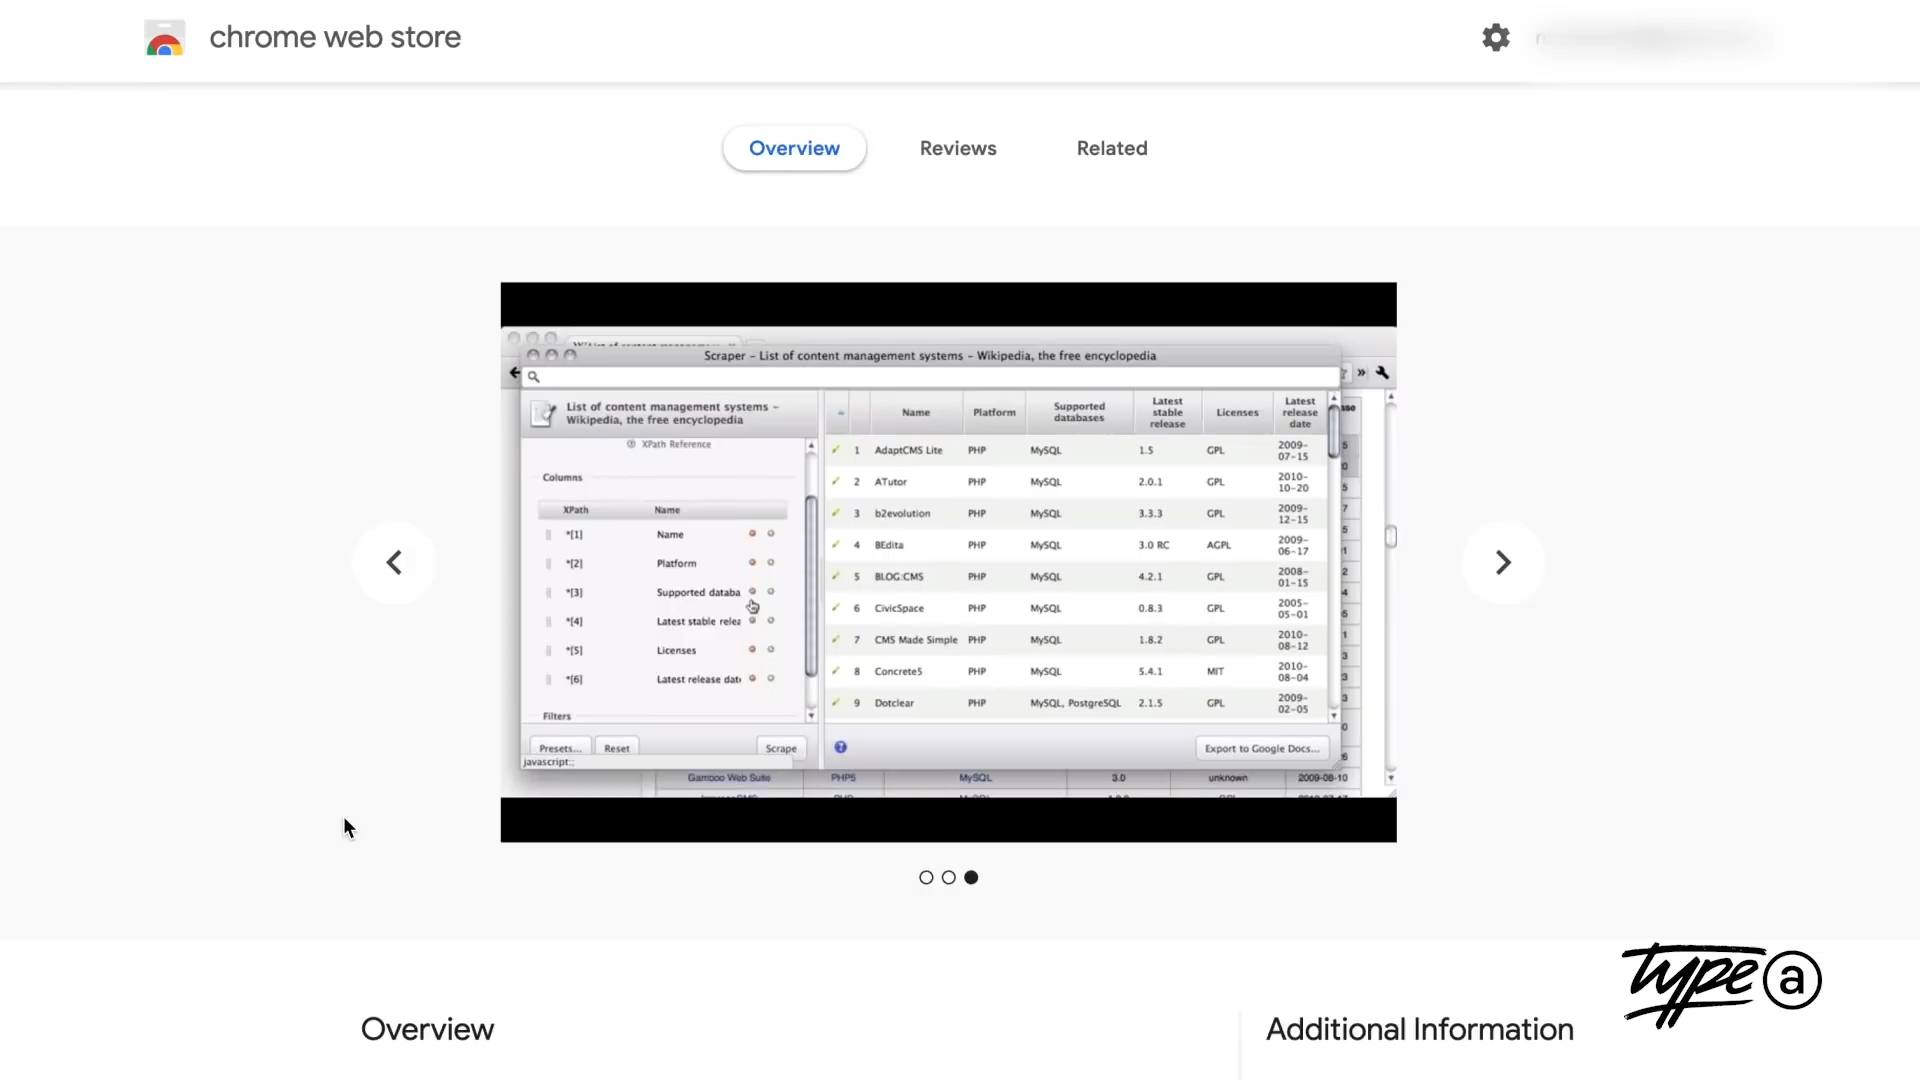 chrome web store
Overview
Reviews
Related
Scraper - List of content management systems - Wikipedia, the free encyclopedia
List of content management systems -
Wikipedia, the free encyclopedia
XPath Reference
Columns
XPath Name
*[1] Name
*[2] Platform
*[3] Supported databa
*[4] Latest stable relea
*[5] Licenses
*[6] Latest release dat
Filters
Presets... Reset Scrape
javascript:;
Name Platform Supported databases Latest stable release Licenses Latest release date
1 AdaptCMS Lite PHP MySQL 1.5 GPL 2009-07-15
2 ATutor PHP MySQL 2.0.1 GPL 2010-10-20
3 b2evolution PHP MySQL 3.3.3 GPL 2009-12-15
4 BEdita PHP MySQL 3.0 RC AGPL 2009-06-17
5 BLOG:CMS PHP MySQL 4.2.1 GPL 2008-01-15
6 CivicSpace PHP MySQL 0.8.3 GPL 2005-05-01
7 CMS Made Simple PHP MySQL 1.8.2 GPL 2010-08-12
8 Concrete5 PHP MySQL 5.4.1 MIT 2010-08-04
9 Dotclear PHP MySQL, PostgreSQL 2.1.5 GPL 2009-02-05
Export to Google Docs...
Gamboo Web Suite PHP5 MySQL 3.0 unknown 2009-08-10
type a
Overview
Additional Information